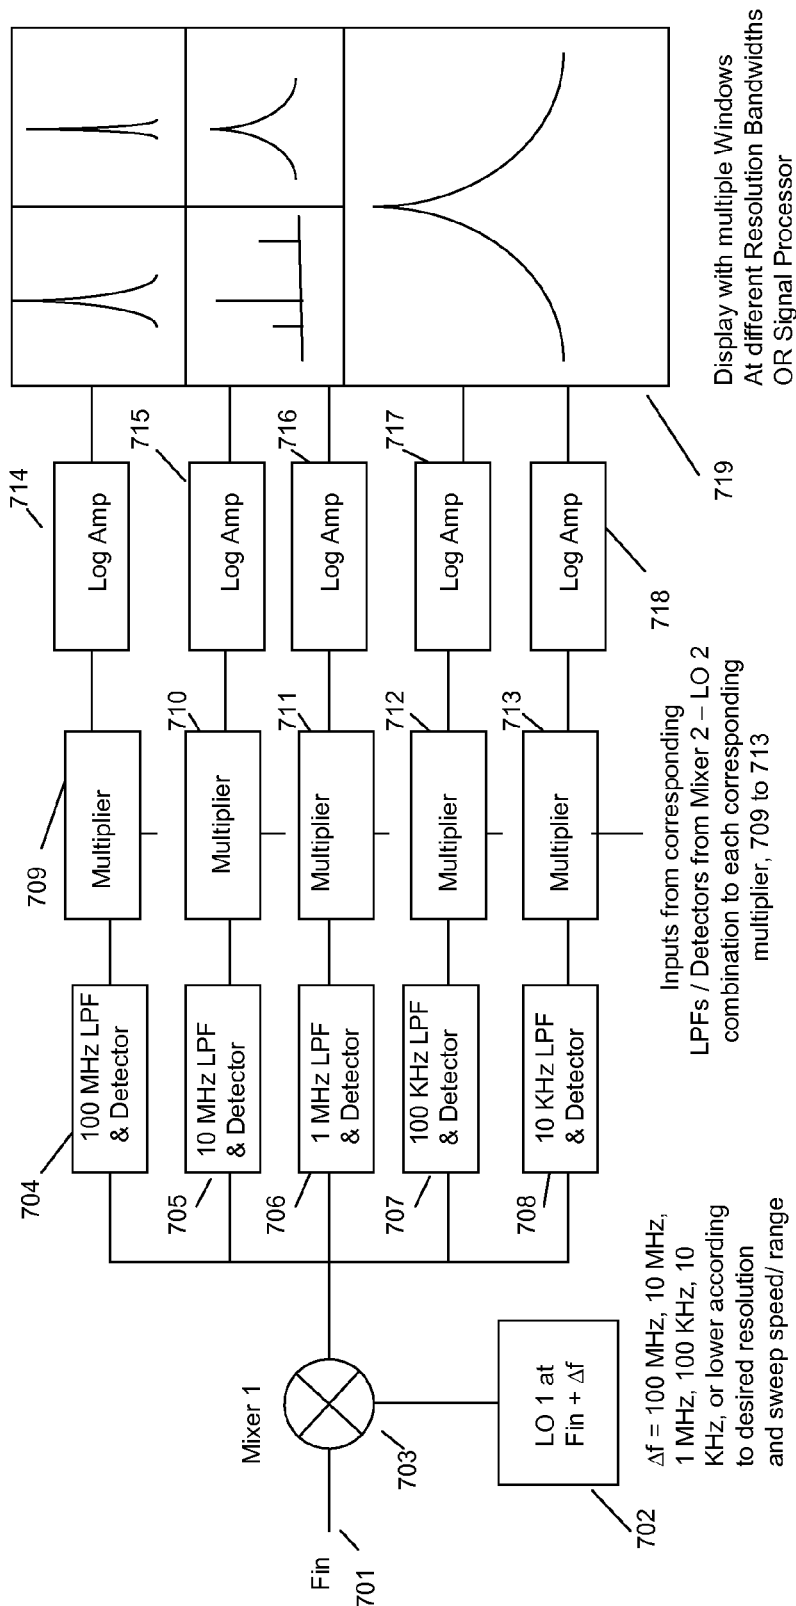 Fin
701
Mixer 1
703
LO 1 at
Fin + Δf
702
Δf = 100 MHz, 10 MHz,
1 MHz, 100 KHz, 10
KHz, or lower according
to desired resolution
and sweep speed/ range
704
100 MHz LPF
& Detector
705
10 MHz LPF
& Detector
706
1 MHz LPF
& Detector
707
100 KHz LPF
& Detector
708
10 KHz LPF
& Detector
709
Multiplier
710
Multiplier
711
Multiplier
712
Multiplier
713
Multiplier
Inputs from corresponding
LPFs / Detectors from Mixer 2 – LO 2
combination to each corresponding
multiplier, 709 to 713
714
Log Amp
715
Log Amp
716
Log Amp
717
Log Amp
718
Log Amp
719
Display with multiple Windows
At different Resolution Bandwidths
OR Signal Processor